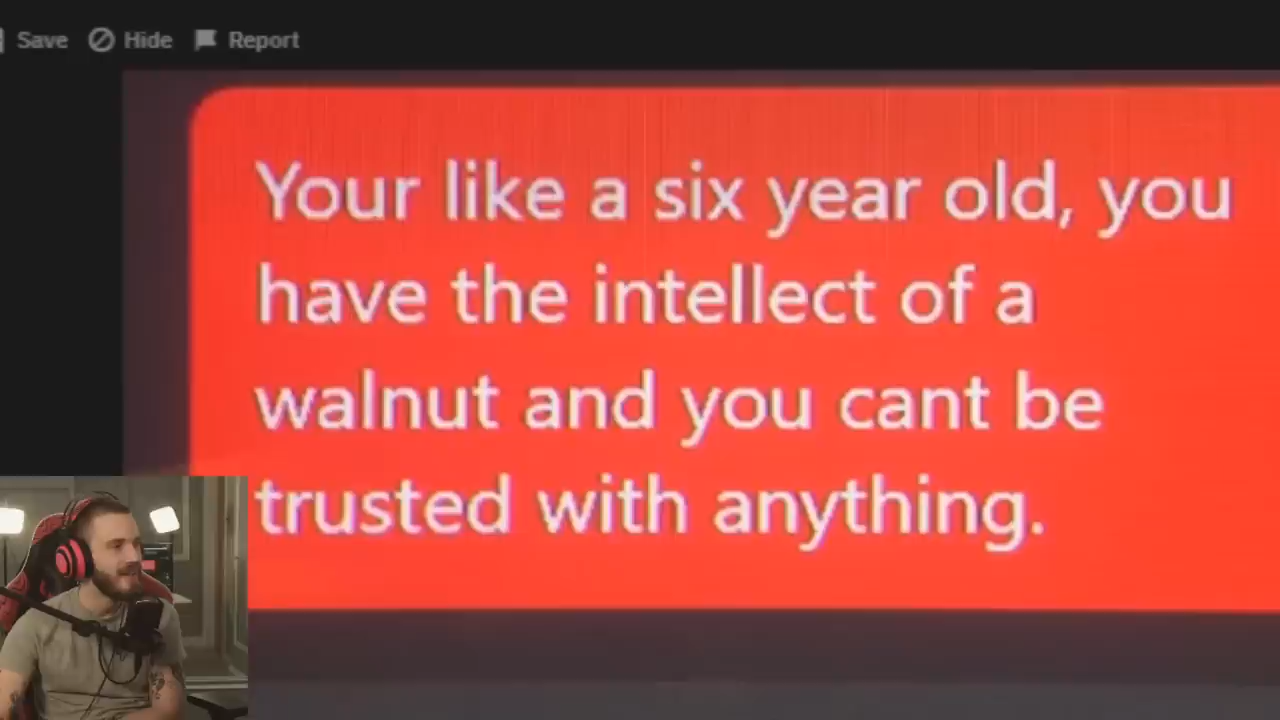 Save Hide Report
Your like a six year old, you
have the intellect of a
walnut and you cant be
trusted with anything.